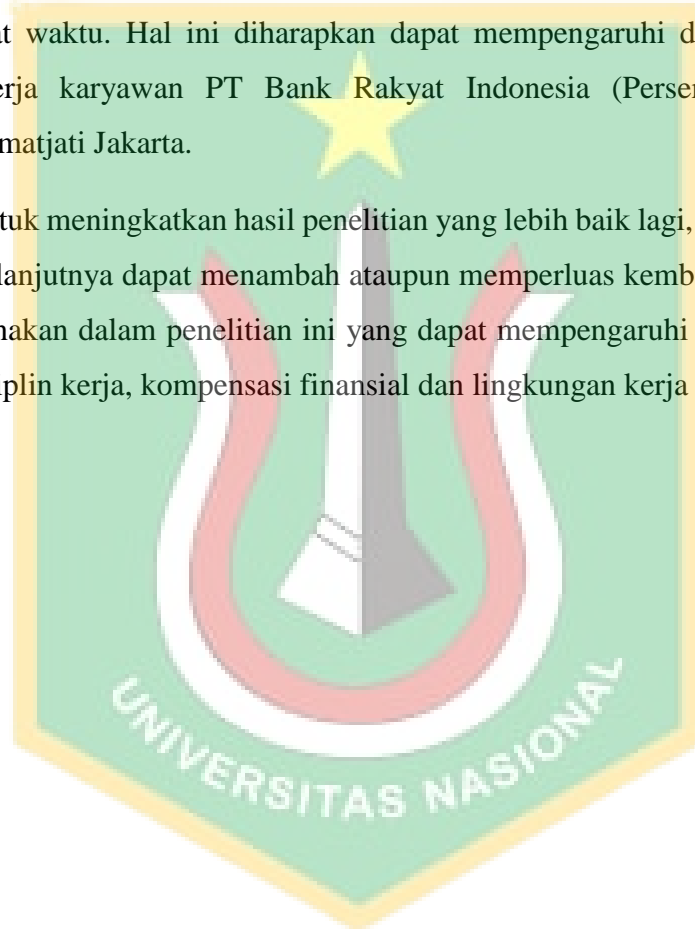 at waktu. Hal ini diharapkan dapat mempengaruhi d
erja karyawan PT Bank Rakyat Indonesia (Perser
matjati Jakarta.
tuk meningkatkan hasil penelitian yang lebih baik lagi,
lanjutnya dapat menambah ataupun memperluas kemb
nakan dalam penelitian ini yang dapat mempengaruhi
plin kerja, kompensasi finansial dan lingkungan kerja
UNIVERSITAS NASIONAL